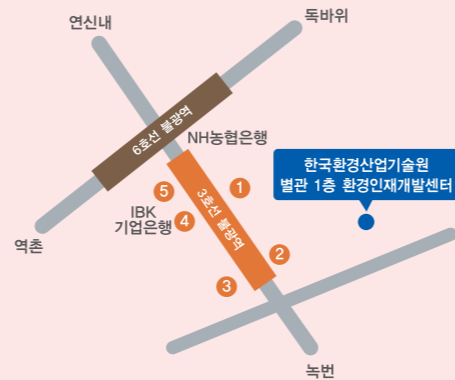 연신내
독바위
6호선 불광역
NH농협은행
한국환경산업기술원
별관 1층 환경인재개발센터
5
1
IBK
기업은행
4
3호선 불광역
역촌
2
3
녹번